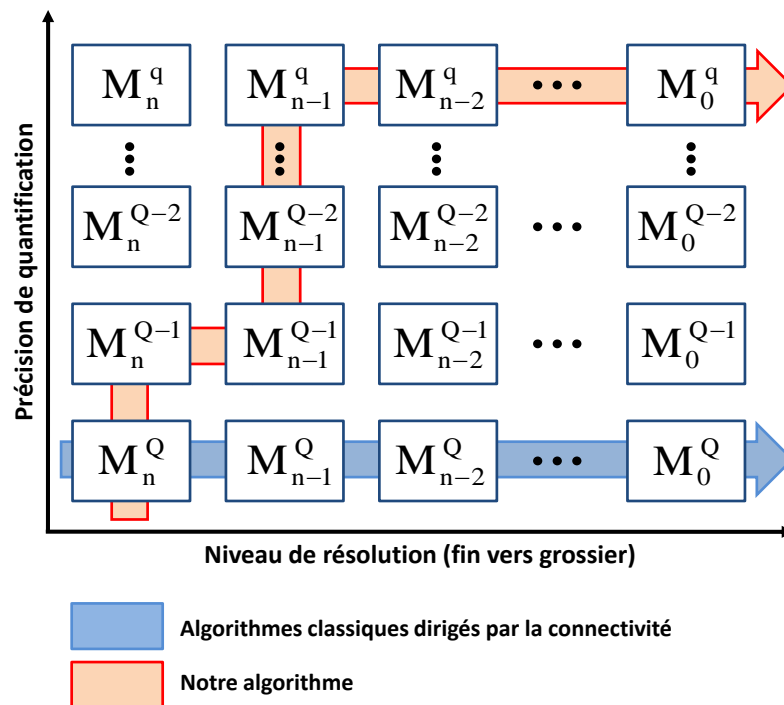 Précision de quantification
M_n^q M_{n-1}^q M_{n-2}^q ••• M_0^q
M_n^{Q-2} M_{n-1}^{Q-2} M_{n-2}^{Q-2} ••• M_0^{Q-2}
M_n^{Q-1} M_{n-1}^{Q-1} M_{n-2}^{Q-1} ••• M_0^{Q-1}
M_n^Q M_{n-1}^Q M_{n-2}^Q ••• M_0^Q
Niveau de résolution (fin vers grossier)
Algorithmes classiques dirigés par la connectivité
Notre algorithme